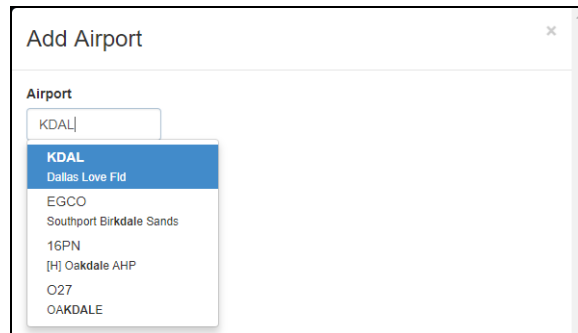 Add Airport
×
Airport
KDAL
KDAL
Dallas Love Fld
EGCO
Southport Birkdale Sands
16PN
[H] Oakdale AHP
O27
OAKDALE